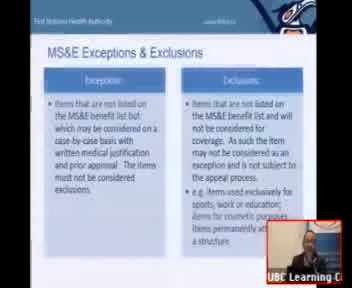 First Nations Health Authority
MS&E Exceptions & Exclusions
Exceptions:
Exclusions:
• Items that are not listed on
the MS&E benefit list but
which may be considered on a
case-by-case basis with
written medical justification
and prior approval. The items
must not be considered
exclusions.
• Items that are not listed on
the MS&E benefit list and will
not be considered for
coverage. As such the item
may not be considered as an
exception and is not subject to
the appeal process.
• e.g. items used exclusively for
sports, work or education;
items for cosmetic purposes
items permanently
a structure.
UBC Learning